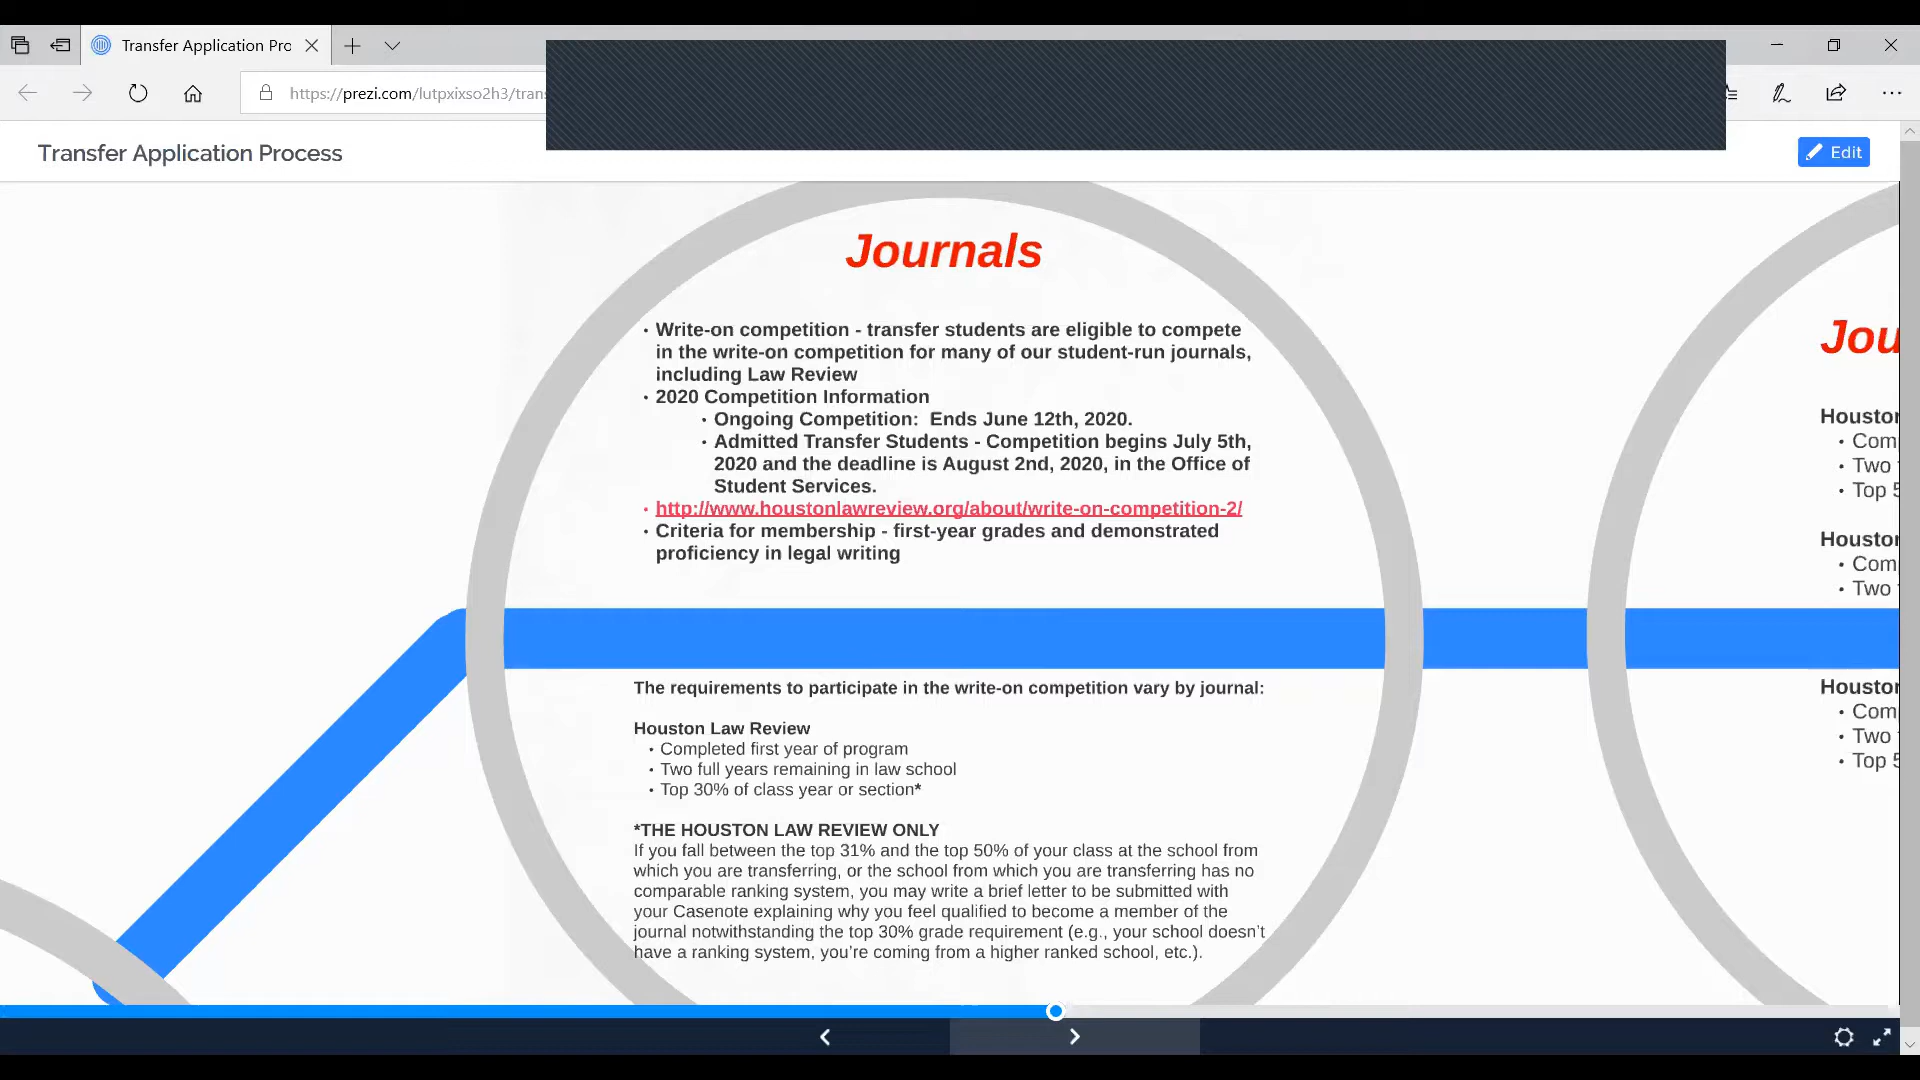 Transfer Application Pro
https://prezi.com/lutpxixso2h3/tran
Transfer Application Process
Edit
Journals
• Write-on competition - transfer students are eligible to compete
in the write-on competition for many of our student-run journals,
including Law Review
• 2020 Competition Information
• Ongoing Competition: Ends June 12th, 2020.
• Admitted Transfer Students - Competition begins July 5th,
2020 and the deadline is August 2nd, 2020, in the Office of
Student Services.
• http://www.houstonlawreview.org/about/write-on-competition-2/
• Criteria for membership - first-year grades and demonstrated
proficiency in legal writing
The requirements to participate in the write-on competition vary by journal:
Houston Law Review
• Completed first year of program
• Two full years remaining in law school
• Top 30% of class year or section*
*THE HOUSTON LAW REVIEW ONLY
If you fall between the top 31% and the top 50% of your class at the school from
which you are transferring, or the school from which you are transferring has no
comparable ranking system, you may write a brief letter to be submitted with
your Casenote explaining why you feel qualified to become a member of the
journal notwithstanding the top 30% grade requirement (e.g., your school doesn't
have a ranking system, you're coming from a higher ranked school, etc.).
Jou
Houston
• Com
• Two
• Top 5
Houston
• Com
• Two
Houston
• Com
• Two
• Top 5